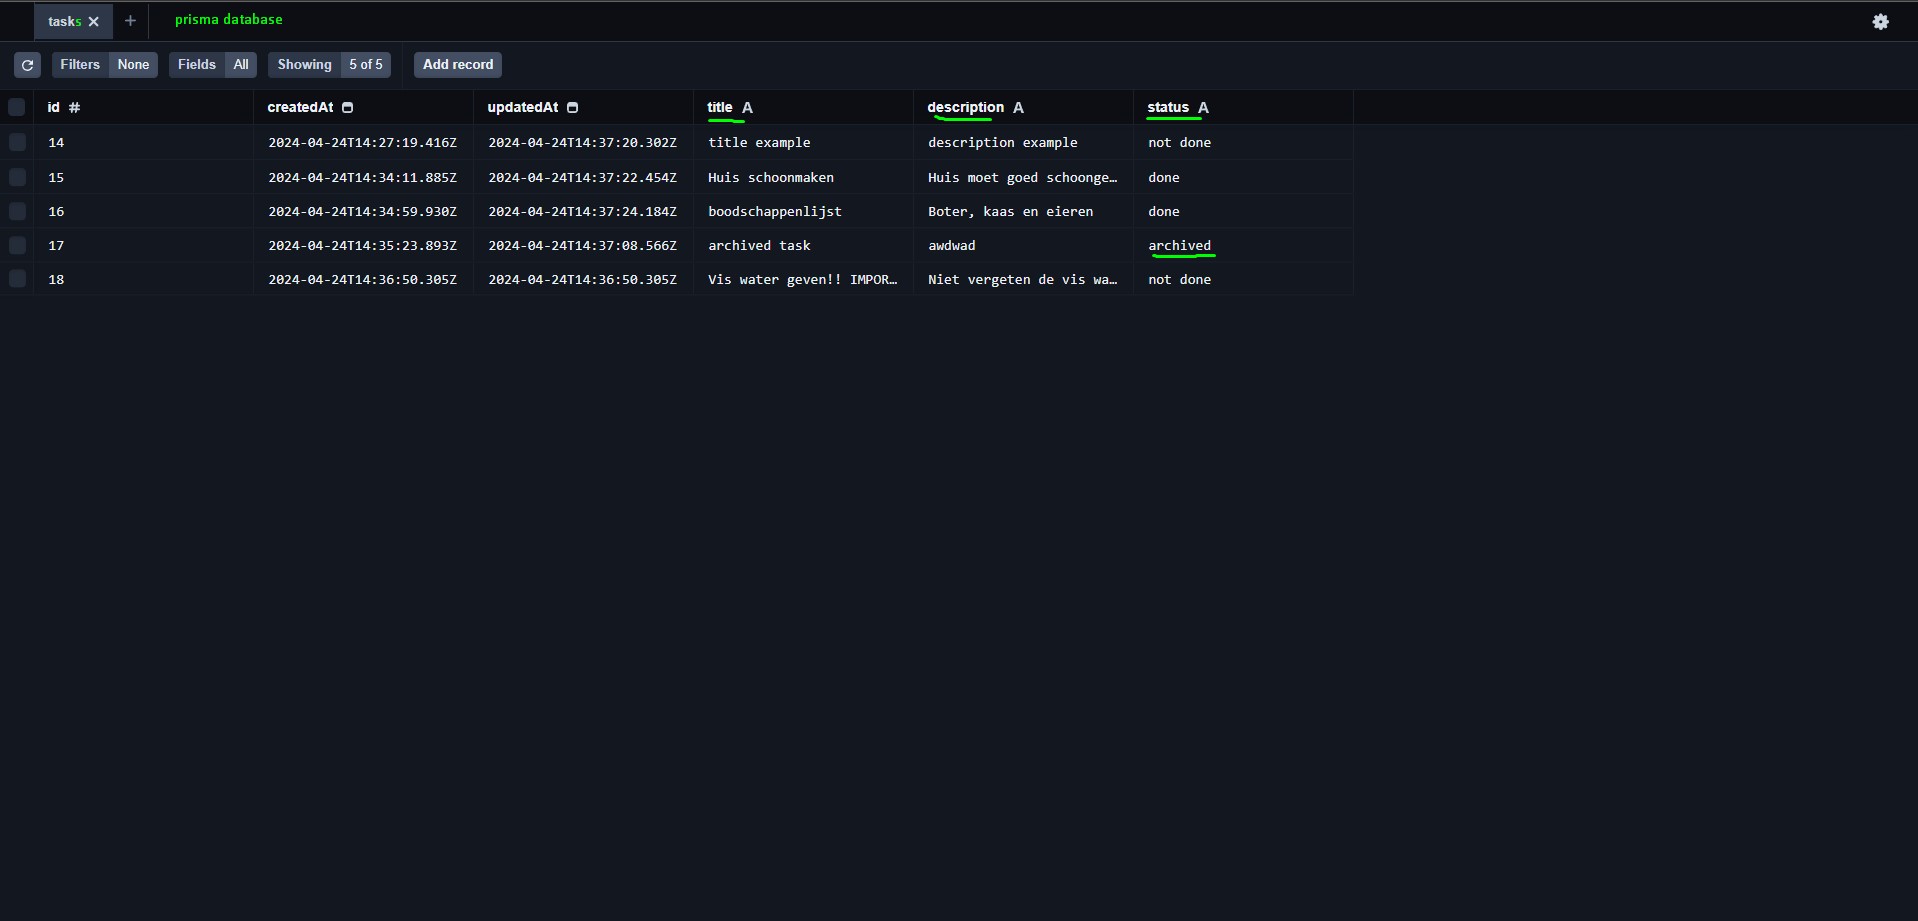 tasks prisma database
Filters None Fields All Showing 5 of 5 Add record
id # createdAt updatedAt title A description A status A
14 2024-04-24T14:27:19.416Z 2024-04-24T14:37:20.302Z title example description example not done
15 2024-04-24T14:34:11.885Z 2024-04-24T14:37:22.454Z Huis schoonmaken Huis moet goed schoonge… done
16 2024-04-24T14:34:59.930Z 2024-04-24T14:37:24.184Z boodschappenlijst Boter, kaas en eieren done
17 2024-04-24T14:35:23.893Z 2024-04-24T14:37:08.566Z archived task awdwad archived
18 2024-04-24T14:36:50.305Z 2024-04-24T14:36:50.305Z Vis water geven!! IMPOR… Niet vergeten de vis wa… not done